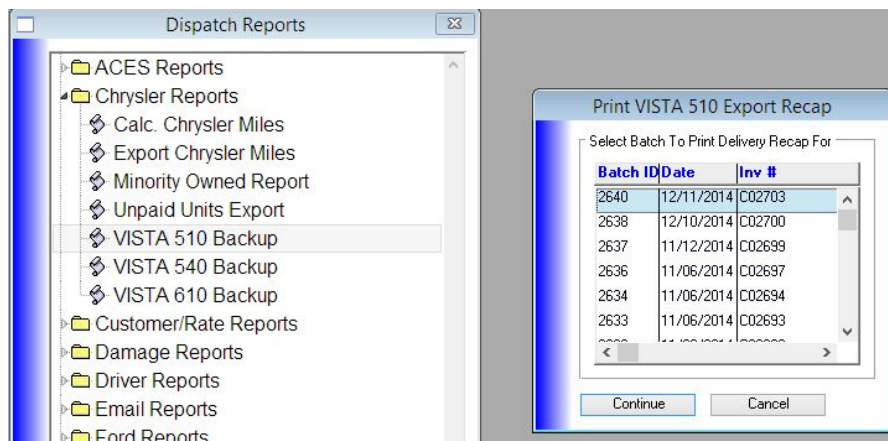 Dispatch Reports
ACES Reports
Chrysler Reports
Calc. Chrysler Miles
Export Chrysler Miles
Minority Owned Report
Unpaid Units Export
VISTA 510 Backup
VISTA 540 Backup
VISTA 610 Backup
Customer/Rate Reports
Damage Reports
Driver Reports
Email Reports
Ford Reports
Print VISTA 510 Export Recap
Select Batch To Print Delivery Recap For
Batch ID Date Inv #
2640 12/11/2014 C02703
2638 12/10/2014 C02700
2637 11/12/2014 C02699
2636 11/06/2014 C02697
2634 11/06/2014 C02694
2633 11/06/2014 C02693
Continue Cancel